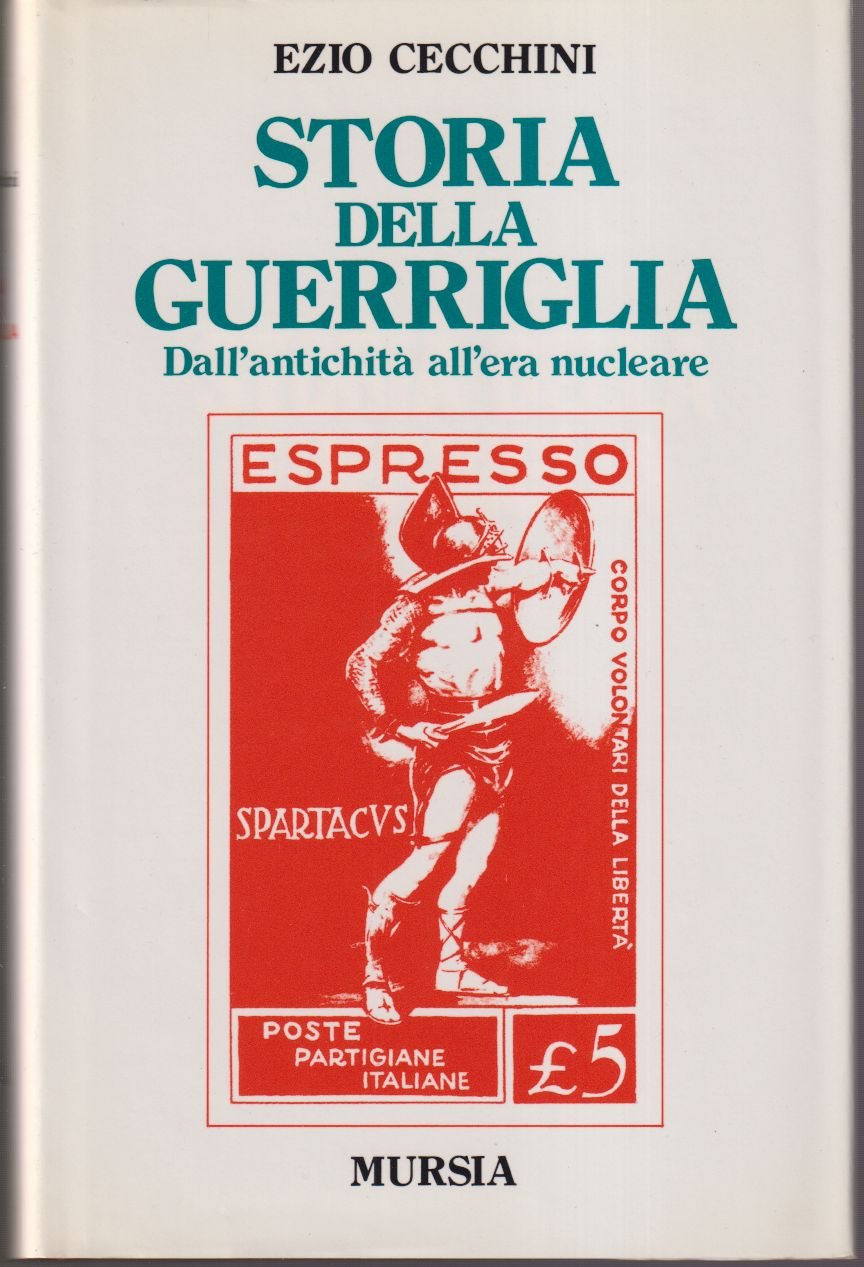 EZIO CECCHINI
STORIA
DELLA
GUERRIGLIA
Dall'antichità all'era nucleare
ESPRESSO
CORPO VOLONTARI DELLA LIBERTÀ
SPARTACVS
POSTE
PARTIGIANE
ITALIANE
£5
MURSIA